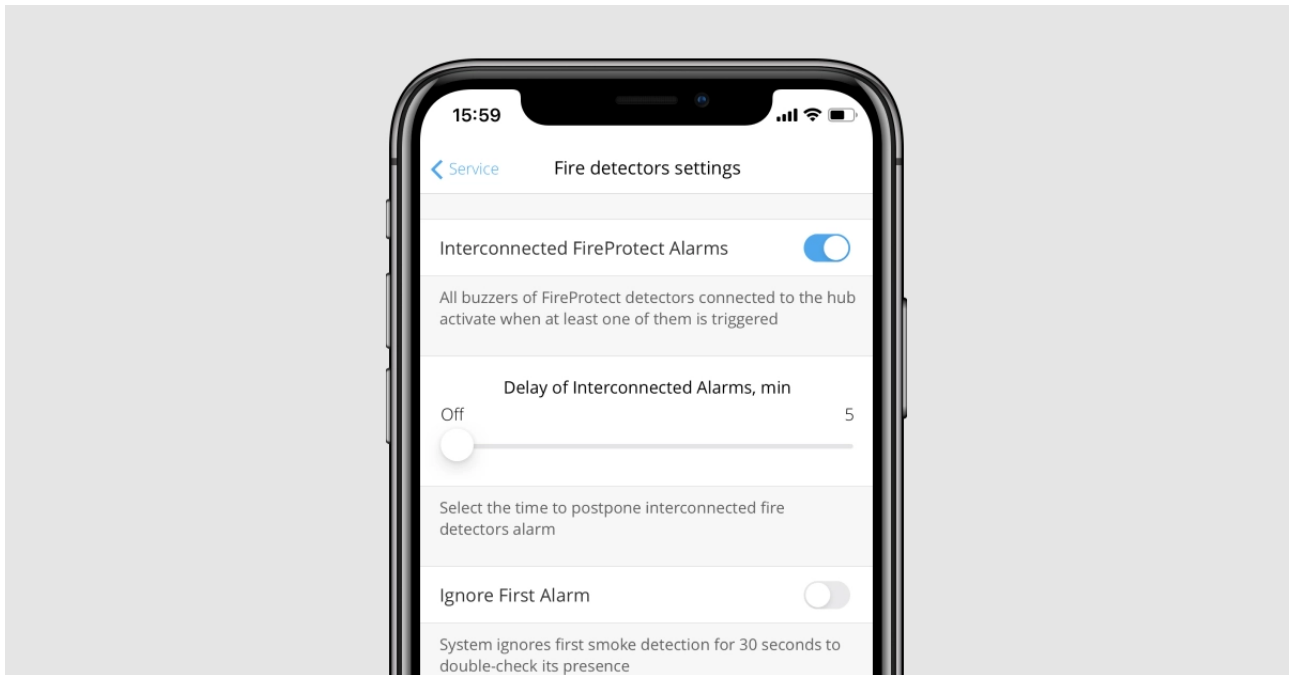 15:59
Service
Fire detectors settings
Interconnected FireProtect Alarms
All buzzers of FireProtect detectors connected to the hub
activate when at least one of them is triggered
Delay of Interconnected Alarms, min
Off 5
Select the time to postpone interconnected fire
detectors alarm
Ignore First Alarm
System ignores first smoke detection for 30 seconds to
double-check its presence